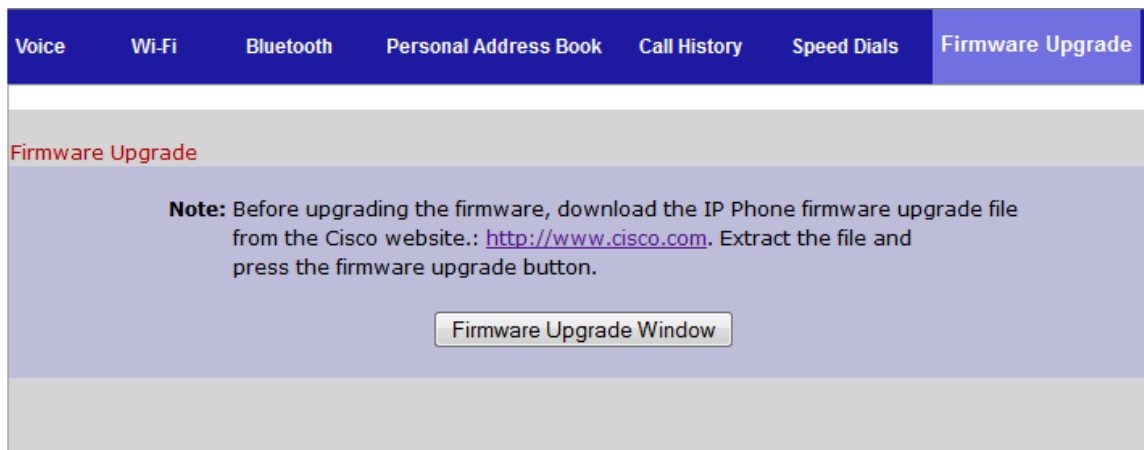 Voice Wi-Fi Bluetooth Personal Address Book Call History Speed Dials Firmware Upgrade
Firmware Upgrade
Note: Before upgrading the firmware, download the IP Phone firmware upgrade file
from the Cisco website.: http://www.cisco.com. Extract the file and
press the firmware upgrade button.
Firmware Upgrade Window